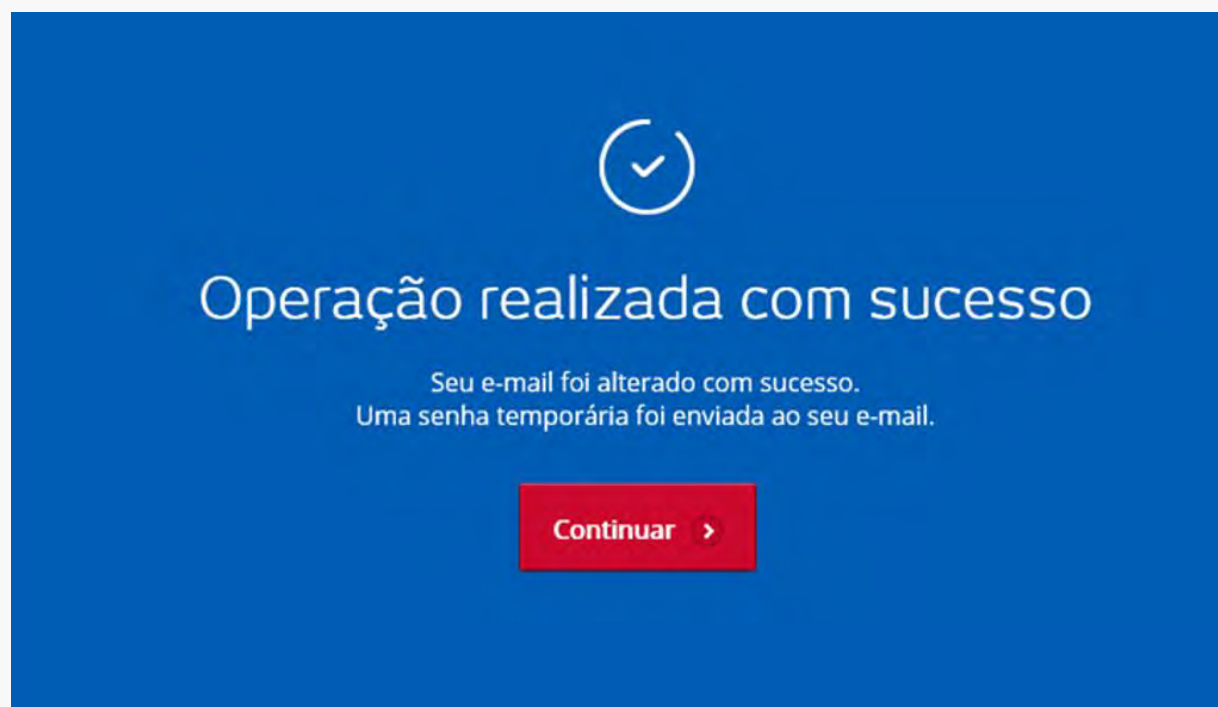 Operação realizada com sucesso
Seu e-mail foi alterado com sucesso.
Uma senha temporária foi enviada ao seu e-mail.
Continuar